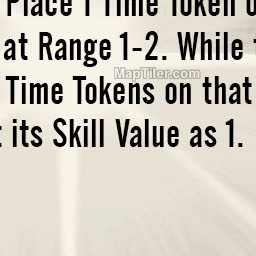 Place 1 Time Token o
at Range 1-2. While
MapTiler.com
Time Tokens on that
its Skill Value as 1.